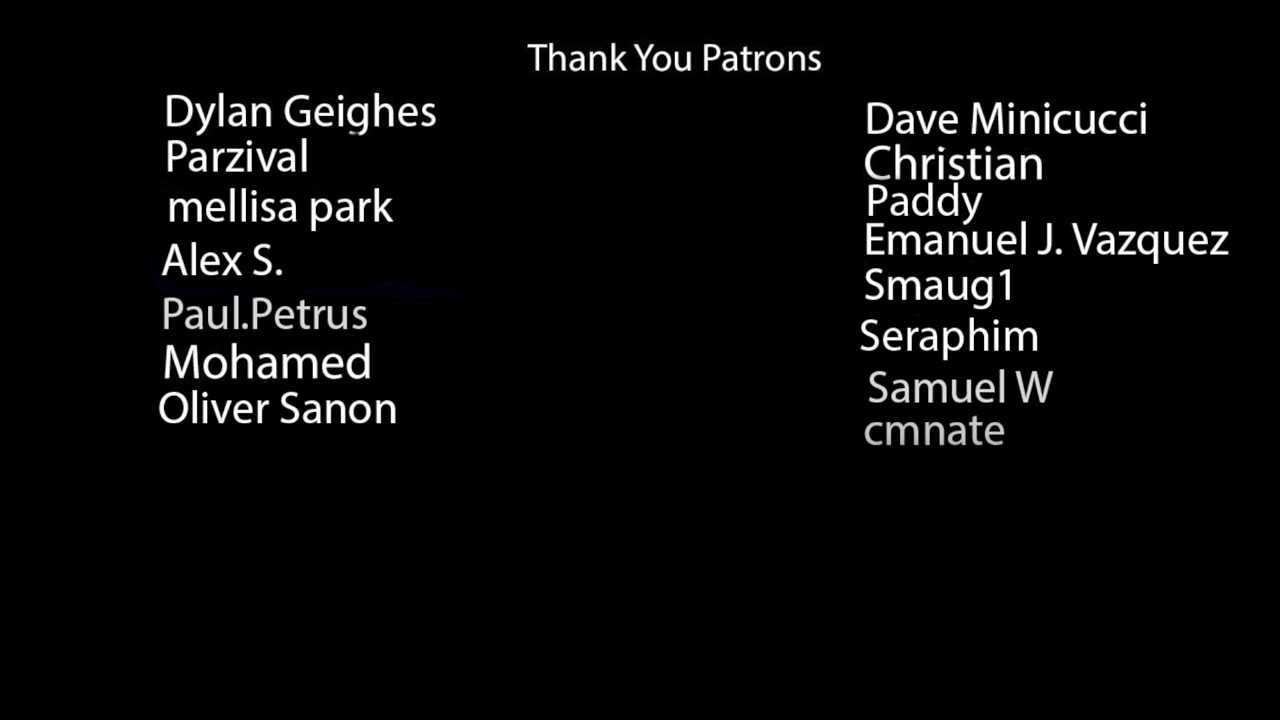 Thank You Patrons
Dylan Geighes
Parzival
mellisa park
Alex S.
Paul.Petrus
Mohamed
Oliver Sanon
Dave Minicucci
Christian
Paddy
Emanuel J. Vazquez
Smaug1
Seraphim
Samuel W
cmnate